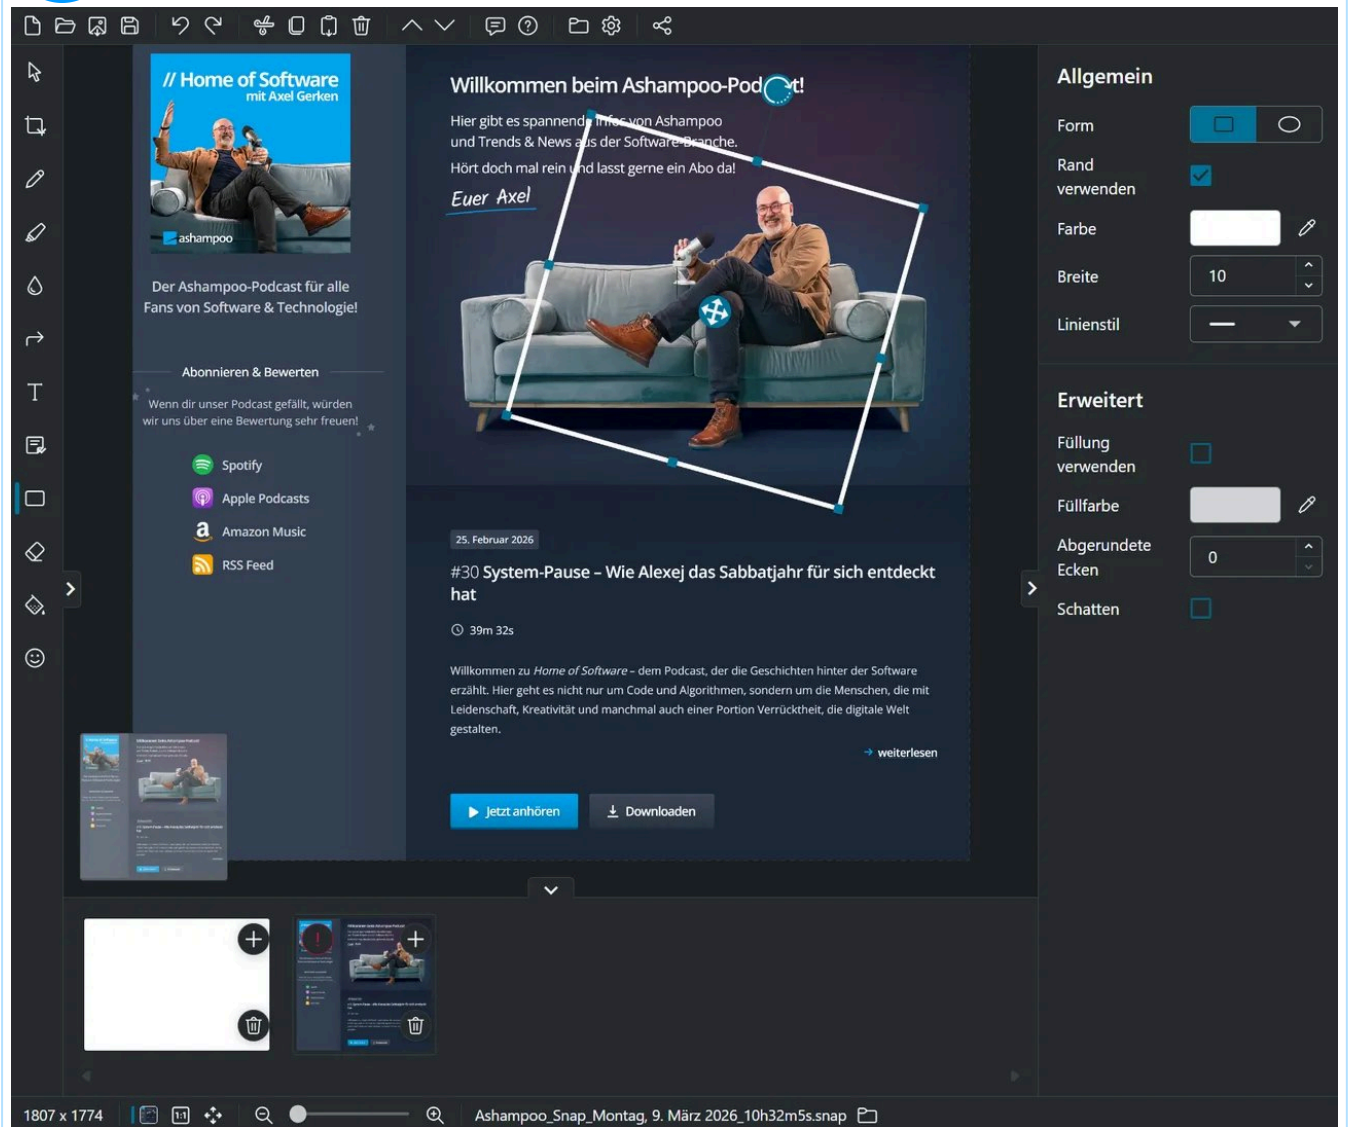 // Home of Software
mit Axel Gerken
ashampoo
Der Ashampoo-Podcast für alle
Fans von Software & Technologie!
Abonnieren & Bewerten
Wenn dir unser Podcast gefällt, würden
wir uns über eine Bewertung sehr freuen!
Spotify
Apple Podcasts
Amazon Music
RSS Feed
Willkommen beim Ashampoo-Podcast!
Hier gibt es spannende Infos von Ashampoo
und Trends & News aus der Software-Branche.
Hört doch mal rein und lasst gerne ein Abo da!
Euer Axel
25. Februar 2026
#30 System-Pause – Wie Alexej das Sabbatjahr für sich entdeckt
hat
39m 32s
Willkommen zu Home of Software – dem Podcast, der die Geschichten hinter der Software
erzählt. Hier geht es nicht nur um Code und Algorithmen, sondern um die Menschen, die mit
Leidenschaft, Kreativität und manchmal auch einer Portion Verrücktheit, die digitale Welt
gestalten.
→ weiterlesen
Jetzt anhören
Downloaden
Allgemein
Form
Rand
verwenden
Farbe
Breite
10
Linienstil
Erweitert
Füllung
verwenden
Füllfarbe
Abgerundete
Ecken
0
Schatten
1807 x 1774
1:1
Ashampoo_Snap_Montag, 9. März 2026_10h32m5s.snap